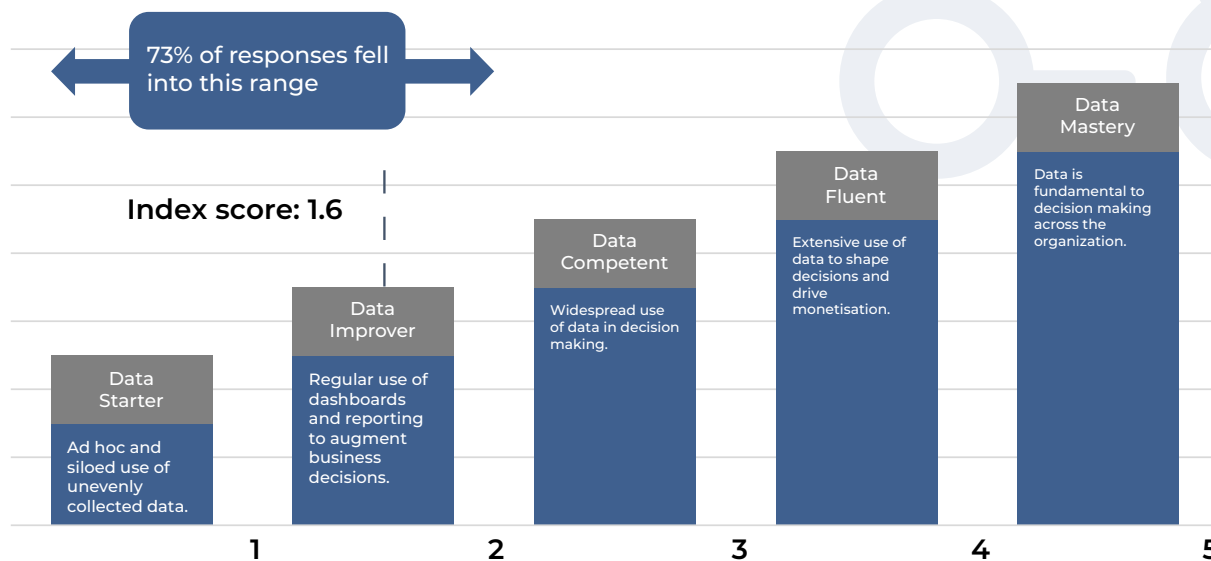 73% of responses fell
into this range
Index score: 1.6
Data
Starter
Ad hoc and
siloed use of
unevenly
collected data.
Data
Improver
Regular use of
dashboards
and reporting
to augment
business
decisions.
Data
Competent
Widespread use
of data in decision
making.
Data
Fluent
Extensive use of
data to shape
decisions and
drive
monetisation.
Data
Mastery
Data is
fundamental to
decision making
across the
organization.
1
2
3
4
5